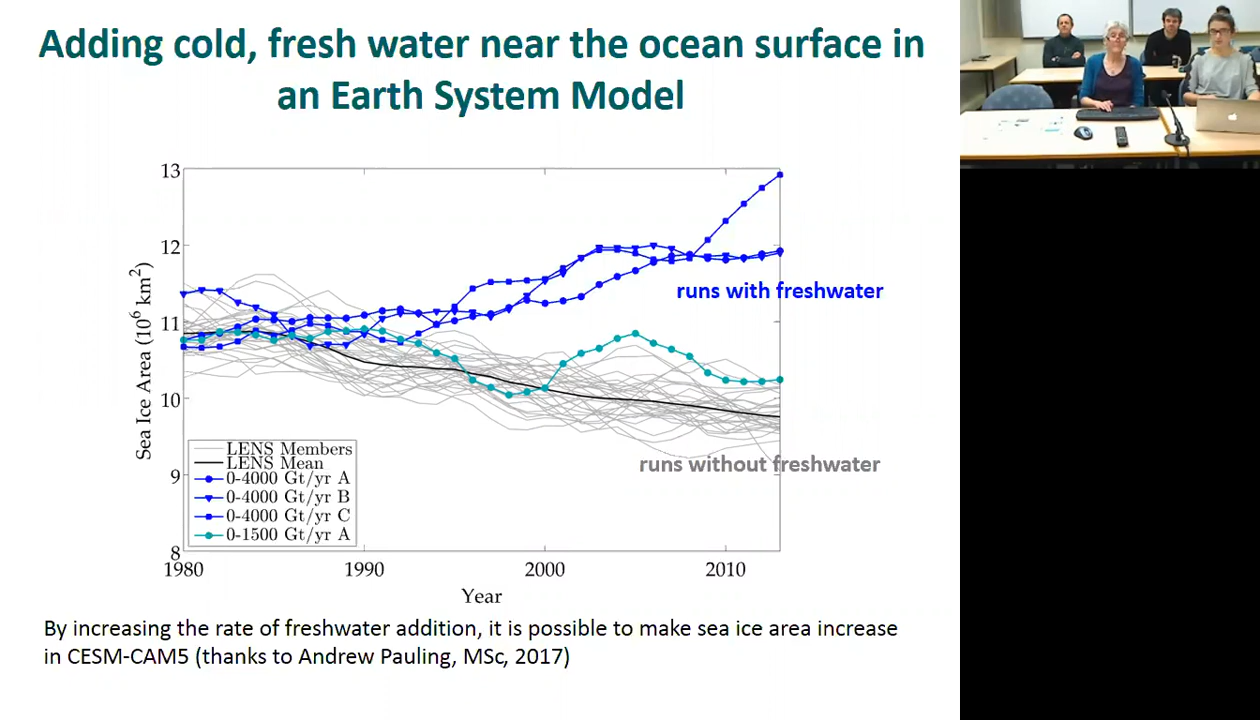 Adding cold, fresh water near the ocean surface in
an Earth System Model
13
12
11
10
9
8
Sea Ice Area (10⁶ km²)
runs with freshwater
runs without freshwater
LENS Members
LENS Mean
0-4000 Gt/yr A
0-4000 Gt/yr B
0-4000 Gt/yr C
0-1500 Gt/yr A
1980 1990 2000 2010
Year
By increasing the rate of freshwater addition, it is possible to make sea ice area increase
in CESM-CAM5 (thanks to Andrew Pauling, MSc, 2017)